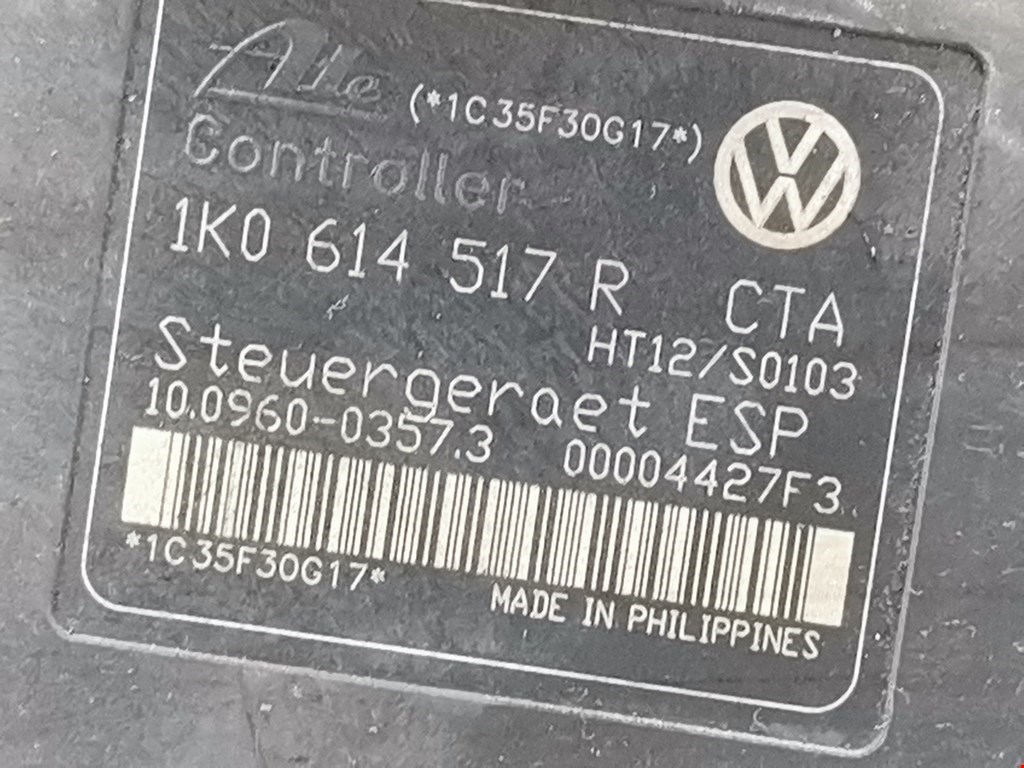 Ate (*1C35F30G17*)
Controller
1K0 614 517 R CTA
HT12/S0103
Steuergeraet ESP
10.0960-0357.3 00004427F3
*1C35F30G17*
MADE IN PHILIPPINES